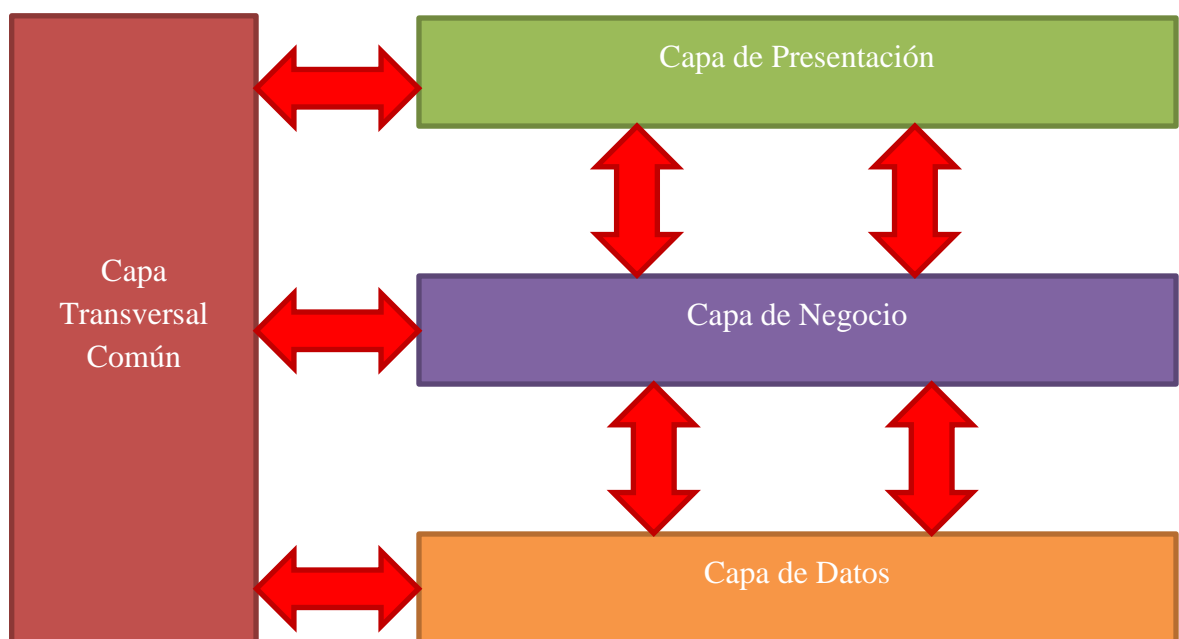 Capa de Presentación
Capa
Transversal
Común
Capa de Negocio
Capa de Datos